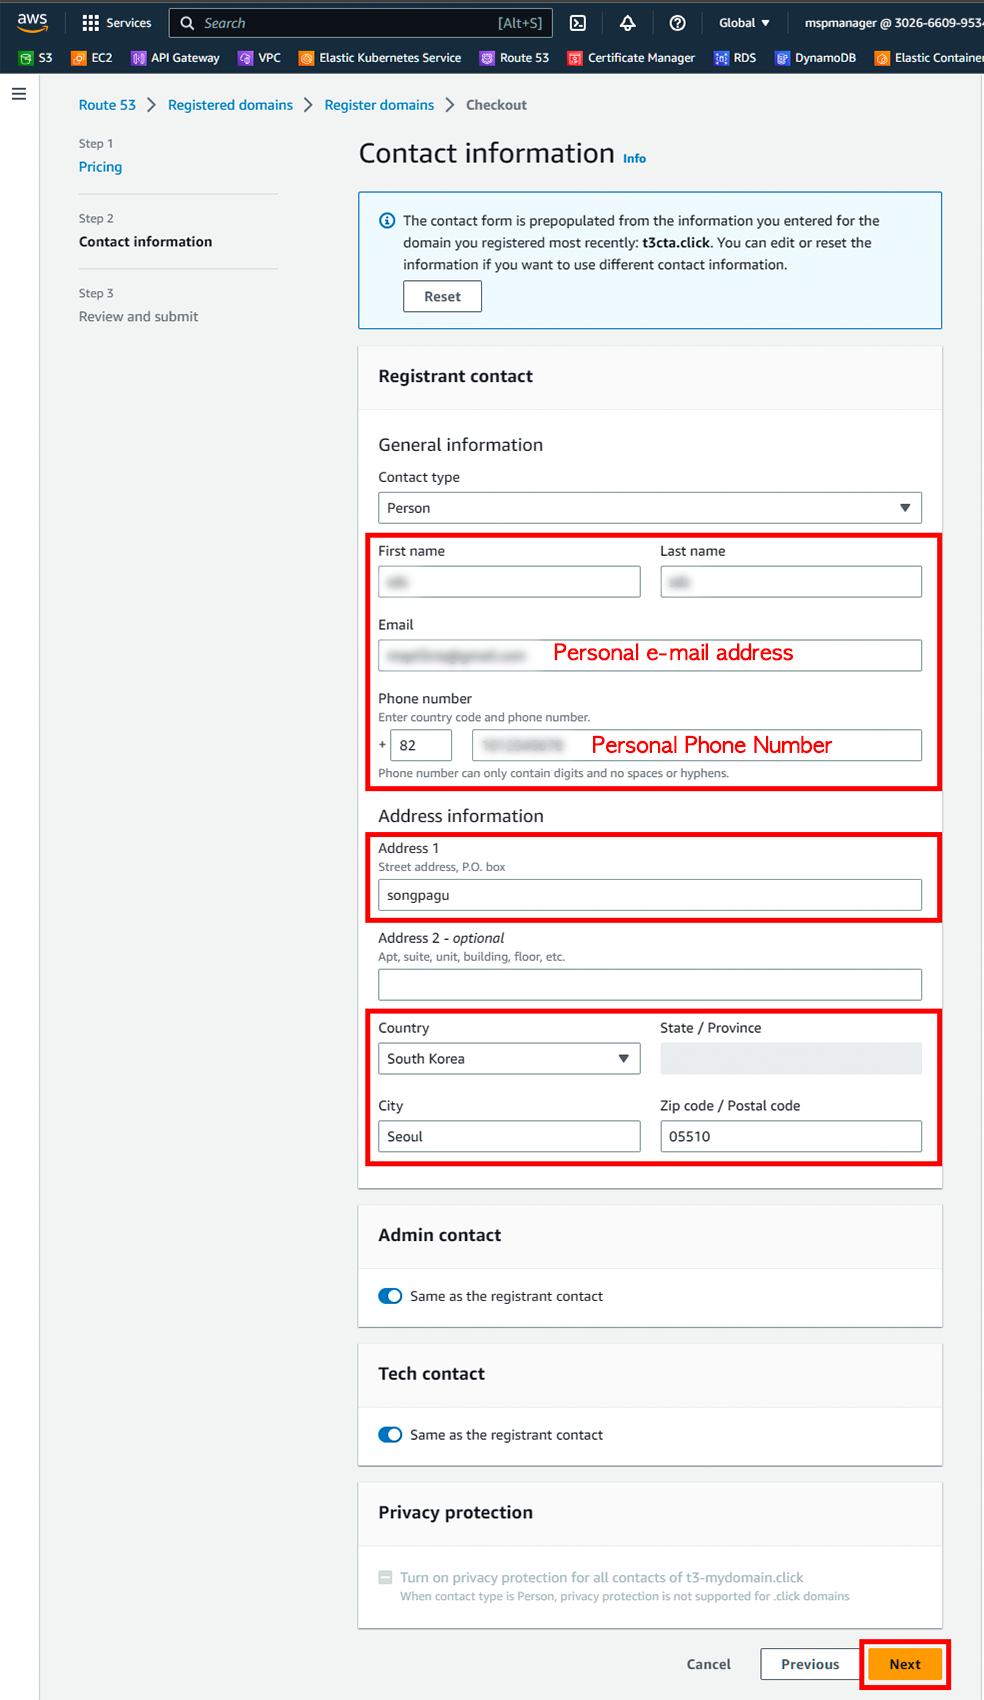 aws Services Search [Alt+S] Global mspmanager @ 3026-6609-9534
S3 EC2 API Gateway VPC Elastic Kubernetes Service Route 53 Certificate Manager RDS DynamoDB Elastic Container
Route 53 > Registered domains > Register domains > Checkout
Step 1
Pricing
Step 2
Contact information
Step 3
Review and submit
Contact information Info
The contact form is prepopulated from the information you entered for the
domain you registered most recently: t3cta.click. You can edit or reset the
information if you want to use different contact information.
Reset
Registrant contact
General information
Contact type
Person
First name Last name
Email
Personal e-mail address
Phone number
Enter country code and phone number.
+ 82 Personal Phone Number
Phone number can only contain digits and no spaces or hyphens.
Address information
Address 1
Street address, P.O. box
songpagu
Address 2 - optional
Apt, suite, unit, building, floor, etc.
Country State / Province
South Korea
City Zip code / Postal code
Seoul 05510
Admin contact
Same as the registrant contact
Tech contact
Same as the registrant contact
Privacy protection
Turn on privacy protection for all contacts of t3-mydomain.click
When contact type is Person, privacy protection is not supported for .click domains
Cancel Previous Next